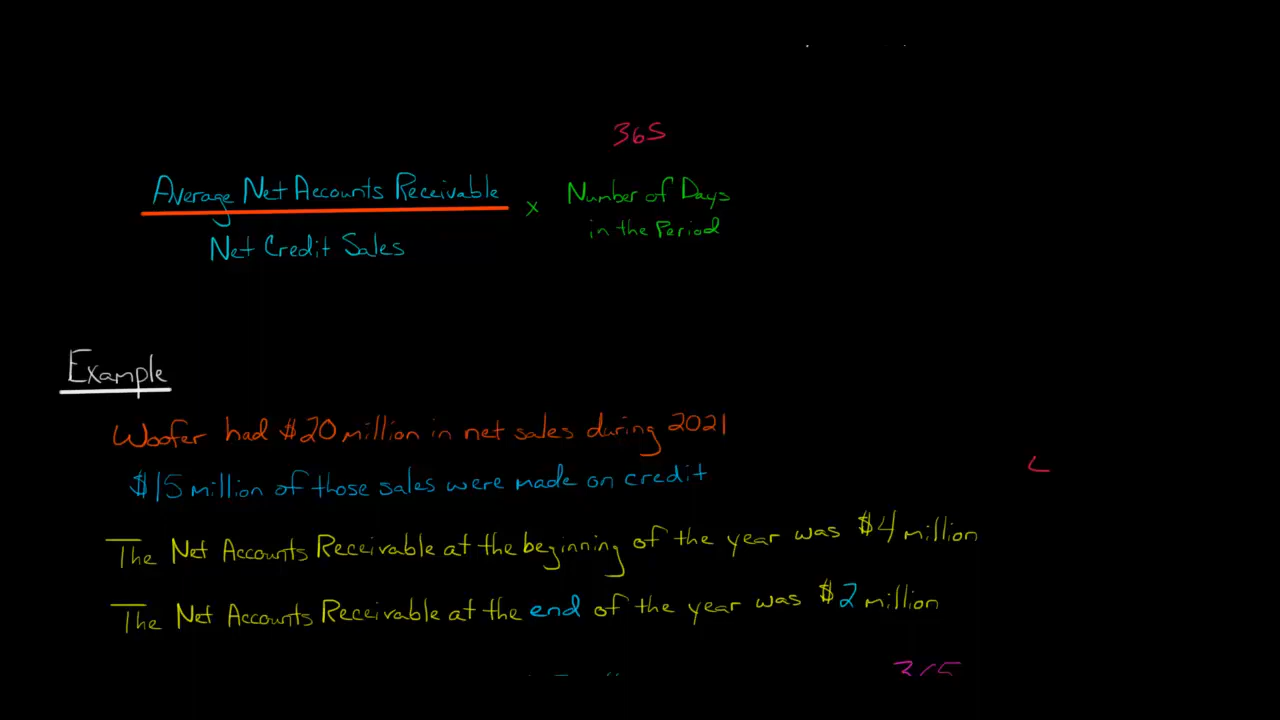 365
Average Net Accounts Receivable
x
Number of Days
in the Period
Net Credit Sales
Example
Woofer had $20 million in net sales during 2021
$15 million of those sales were made on credit
The Net Accounts Receivable at the beginning of the year was $4 million
The Net Accounts Receivable at the end of the year was $2 million